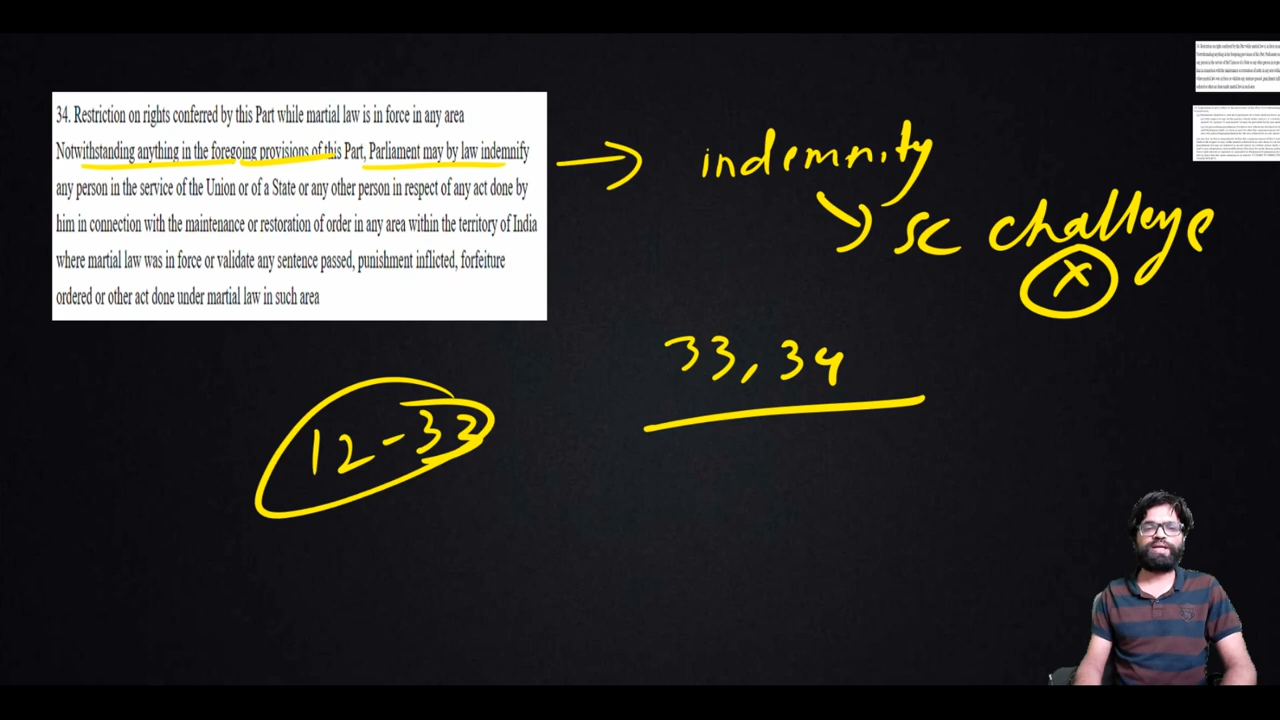 34. Restriction on rights conferred by this Part while martial law is in force in any area
Notwithstanding anything in the foregoing provisions of this Part, Parliament may by law indemnify
any person in the service of the Union or of a State or any other person in respect of any act done by
him in connection with the maintenance or restoration of order in any area within the territory of India
where martial law was in force or validate any sentence passed, punishment inflicted, forfeiture
ordered or other act done under martial law in such area
→ indemnity
→ SC challenge
X
33, 34
12-33